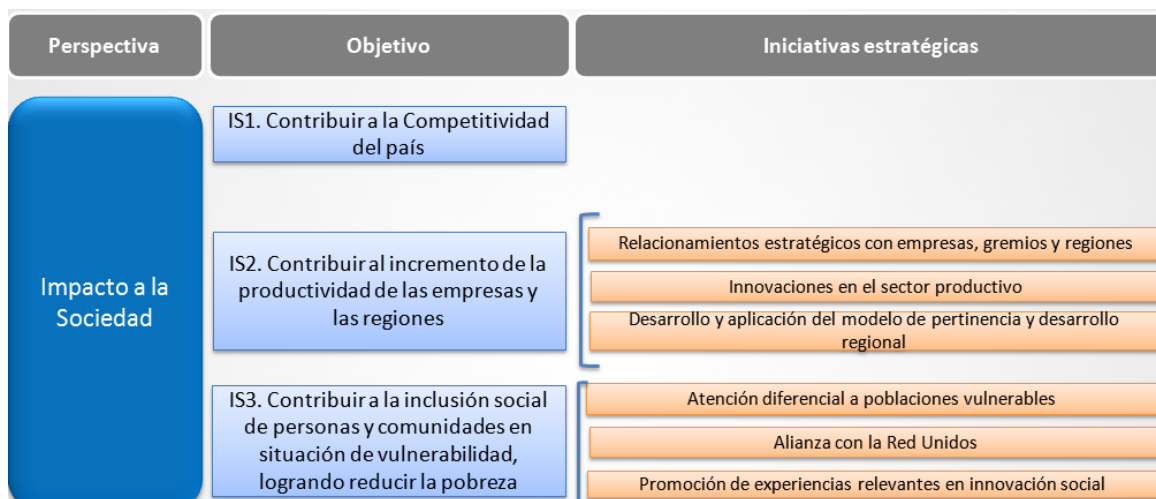 Perspectiva
Objetivo
Iniciativas estratégicas
Impacto a la
Sociedad
IS1. Contribuir a la Competitividad
del país
IS2. Contribuir al incremento de la
productividad de las empresas y
las regiones
Relacionamientos estratégicos con empresas, gremios y regiones
Innovaciones en el sector productivo
Desarrollo y aplicación del modelo de pertinencia y desarrollo
regional
IS3. Contribuir a la inclusión social
de personas y comunidades en
situación de vulnerabilidad,
logrando reducir la pobreza
Atención diferencial a poblaciones vulnerables
Alianza con la Red Unidos
Promoción de experiencias relevantes en innovación social